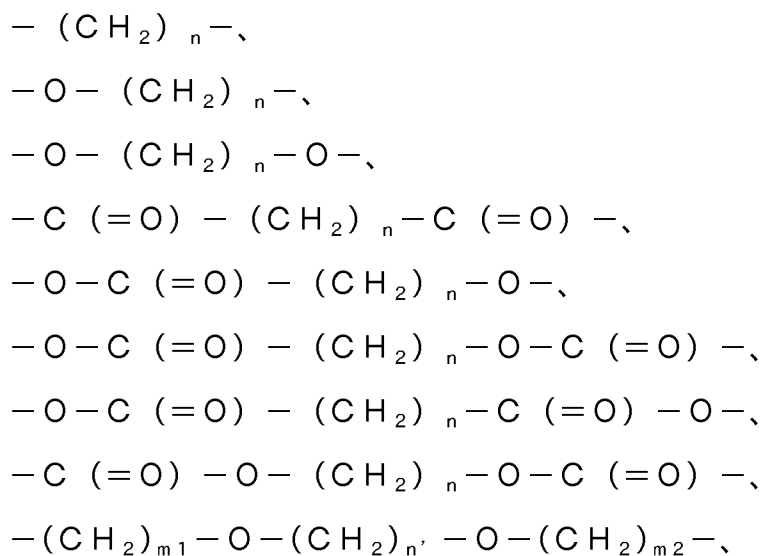 －（ＣＨ₂）ₙ－、
－Ｏ－（ＣＨ₂）ₙ－、
－Ｏ－（ＣＨ₂）ₙ－Ｏ－、
－Ｃ（＝Ｏ）－（ＣＨ₂）ₙ－Ｃ（＝Ｏ）－、
－Ｏ－Ｃ（＝Ｏ）－（ＣＨ₂）ₙ－Ｏ－、
－Ｏ－Ｃ（＝Ｏ）－（ＣＨ₂）ₙ－Ｏ－Ｃ（＝Ｏ）－、
－Ｏ－Ｃ（＝Ｏ）－（ＣＨ₂）ₙ－Ｃ（＝Ｏ）－Ｏ－、
－Ｃ（＝Ｏ）－Ｏ－（ＣＨ₂）ₙ－Ｏ－Ｃ（＝Ｏ）－、
－(ＣＨ₂)ₘ₁－Ｏ－(ＣＨ₂)ₙ’－Ｏ－(ＣＨ₂)ₘ₂－、